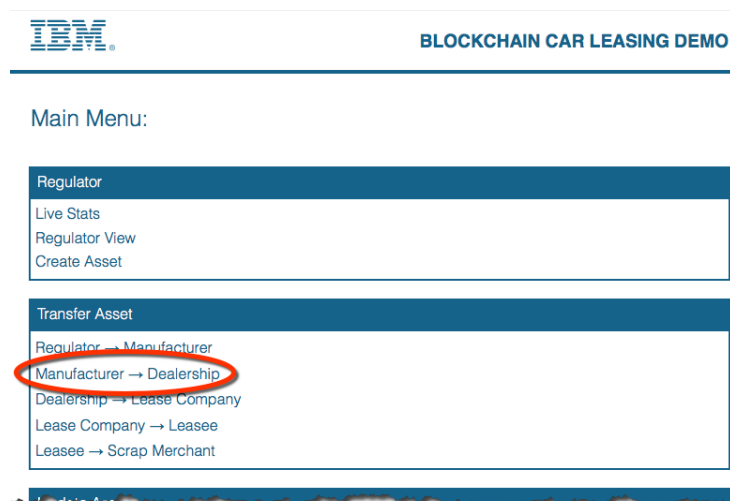 IBM.
BLOCKCHAIN CAR LEASING DEMO
Main Menu:
Regulator
Live Stats
Regulator View
Create Asset
Transfer Asset
Regulator → Manufacturer
Manufacturer → Dealership
Dealership → Lease Company
Lease Company → Leasee
Leasee → Scrap Merchant